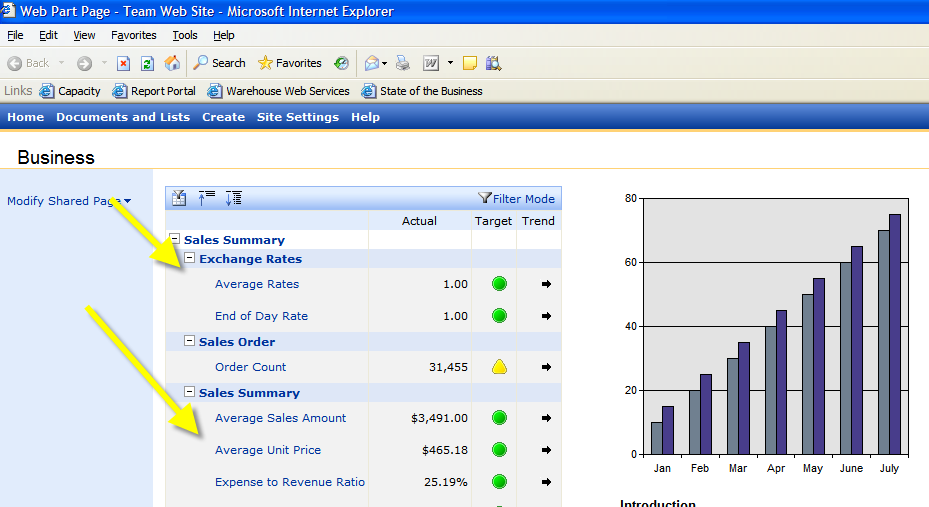 Web Part Page - Team Web Site - Microsoft Internet Explorer
File Edit View Favorites Tools Help
Back Search Favorites
Links Capacity Report Portal Warehouse Web Services State of the Business
Home Documents and Lists Create Site Settings Help
Business
Modify Shared Page
Filter Mode
Actual Target Trend
Sales Summary
Exchange Rates
Average Rates 1.00
End of Day Rate 1.00
Sales Order
Order Count 31,455
Sales Summary
Average Sales Amount $3,491.00
Average Unit Price $465.18
Expense to Revenue Ratio 25.19%
80
60
40
20
0
Jan Feb Mar Apr May June July
Introduction